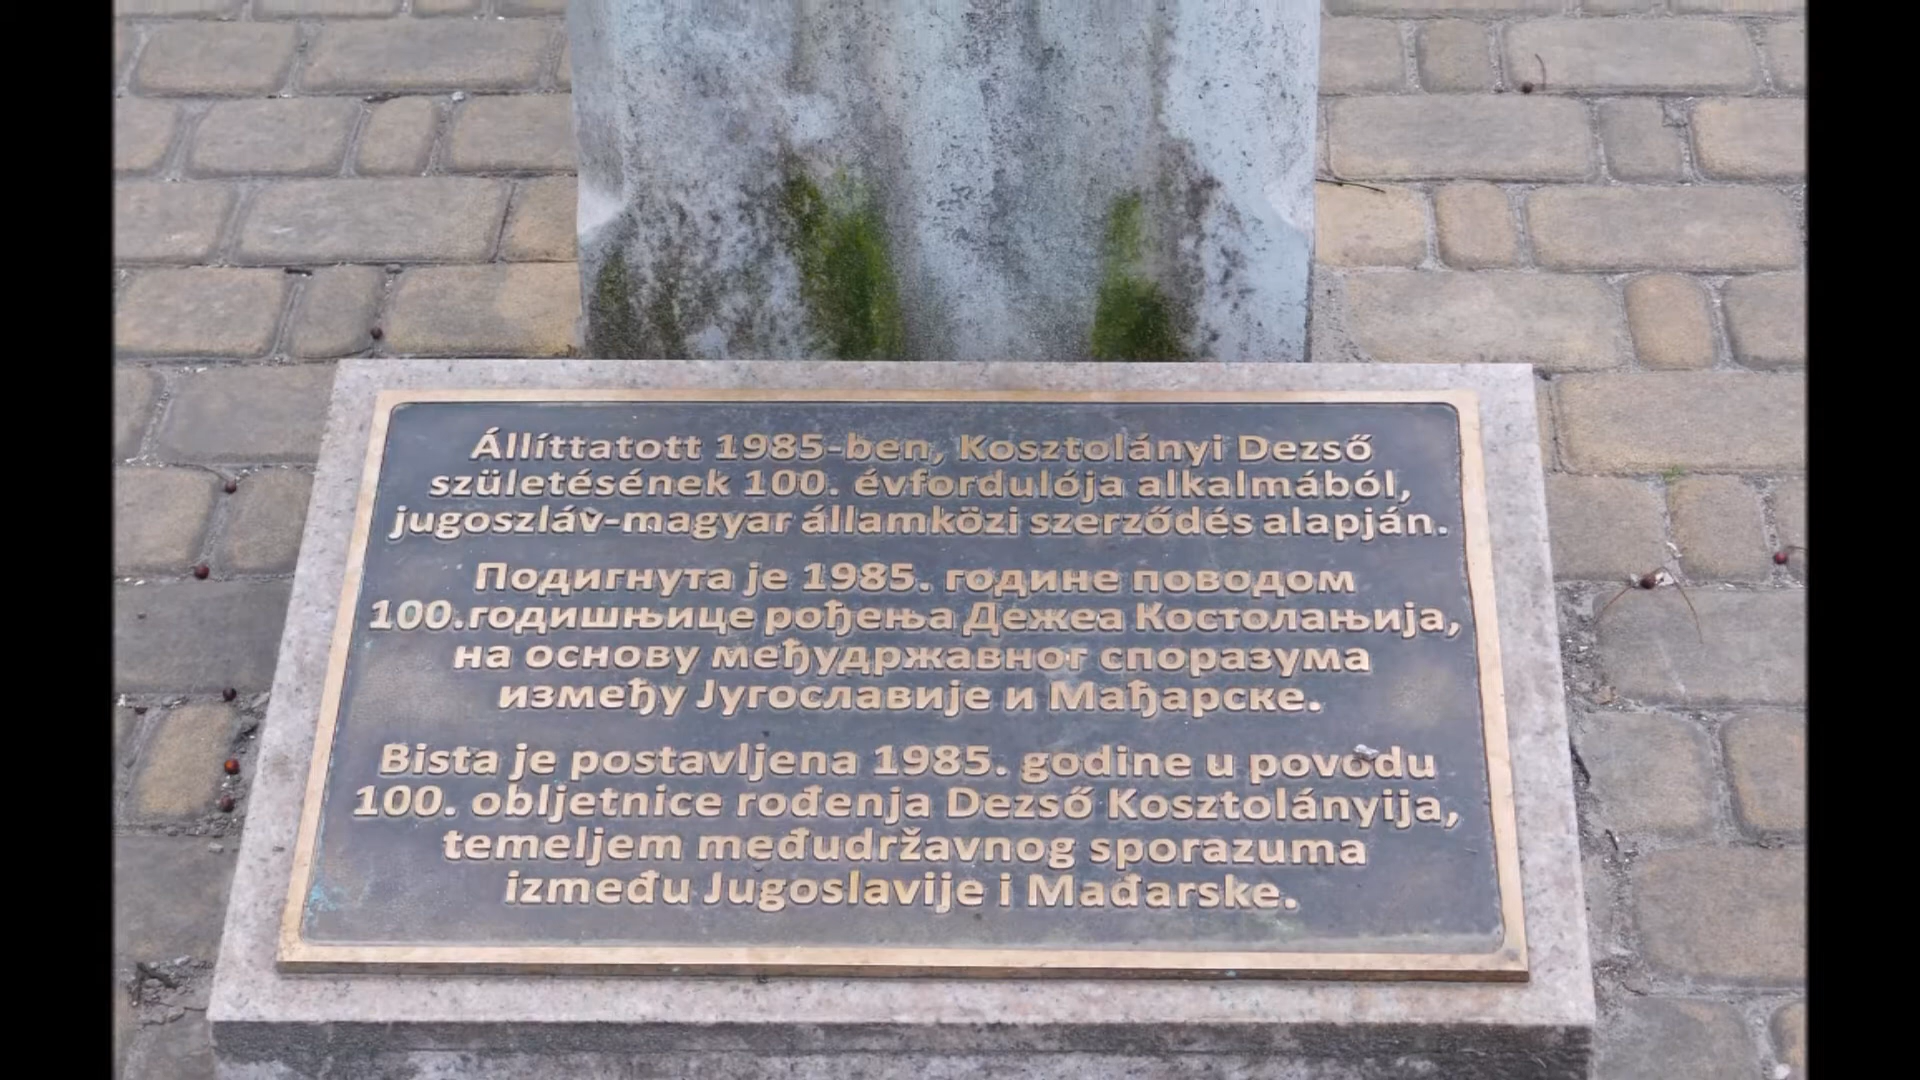 Állíttatott 1985-ben, Kosztolányi Dezső
születésének 100. évfordulója alkalmából,
jugoszláv-magyar államközi szerződés alapján.
Подигнута је 1985. године поводом
100.годишњице рођења Дежеа Костолањија,
на основу међудржавног споразума
између Југославије и Мађарске.
Bista je postavljena 1985. godine u povodu
100. obljetnice rođenja Dezső Kosztolányija,
temeljem međudržavnog sporazuma
između Jugoslavije i Mađarske.